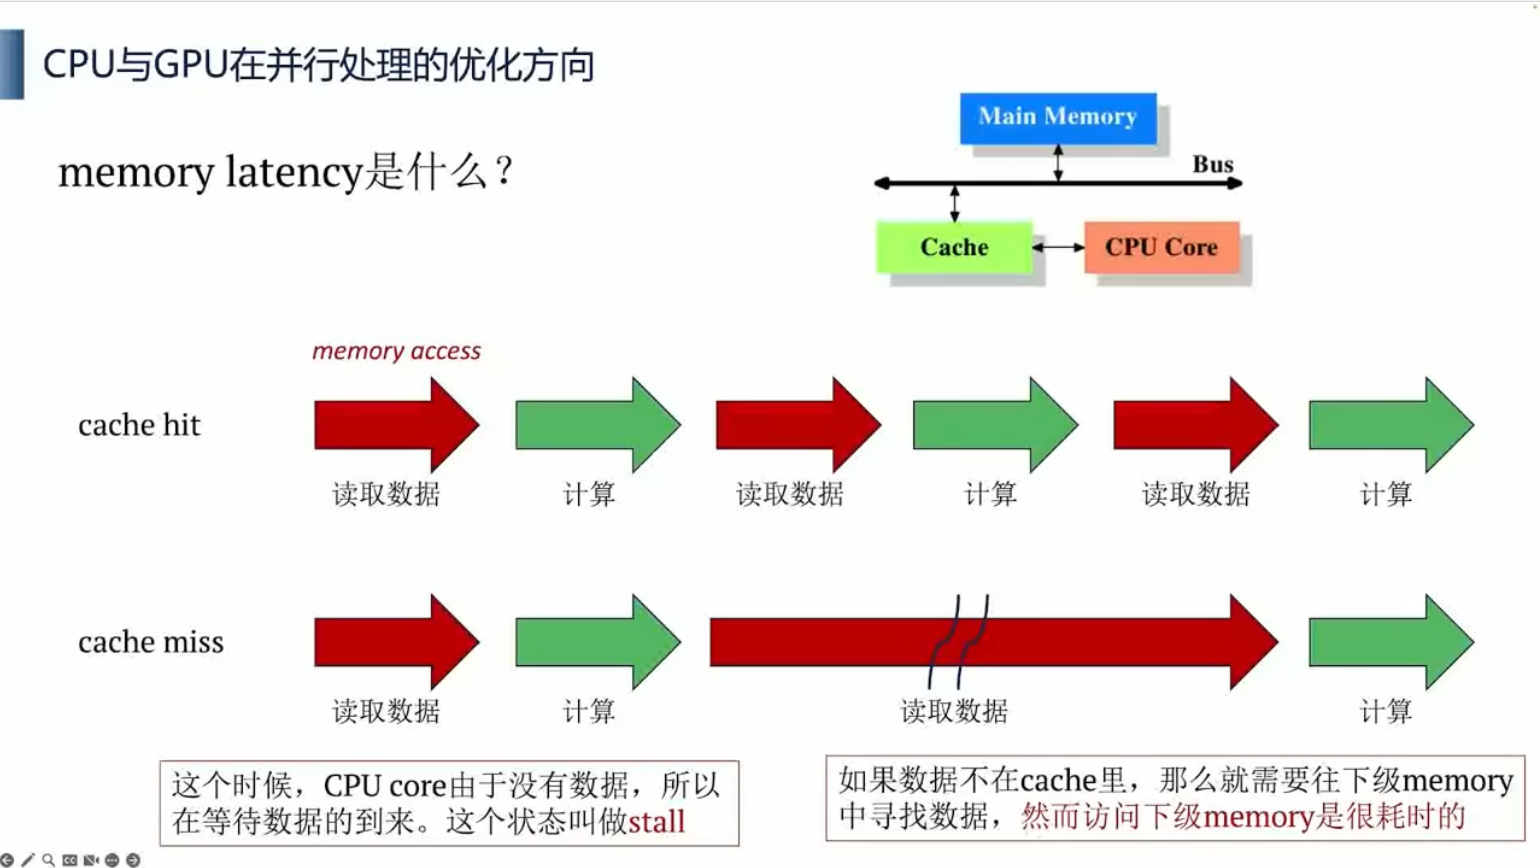 CPU与GPU在并行处理的优化方向
memory latency是什么？
Main Memory
Bus
Cache
CPU Core
memory access
cache hit
读取数据
计算
读取数据
计算
读取数据
计算
cache miss
读取数据
计算
读取数据
计算
这个时候，CPU core由于没有数据，所以
在等待数据的到来。这个状态叫做stall
如果数据不在cache里，那么就需要往下级memory
中寻找数据，然而访问下级memory是很耗时的